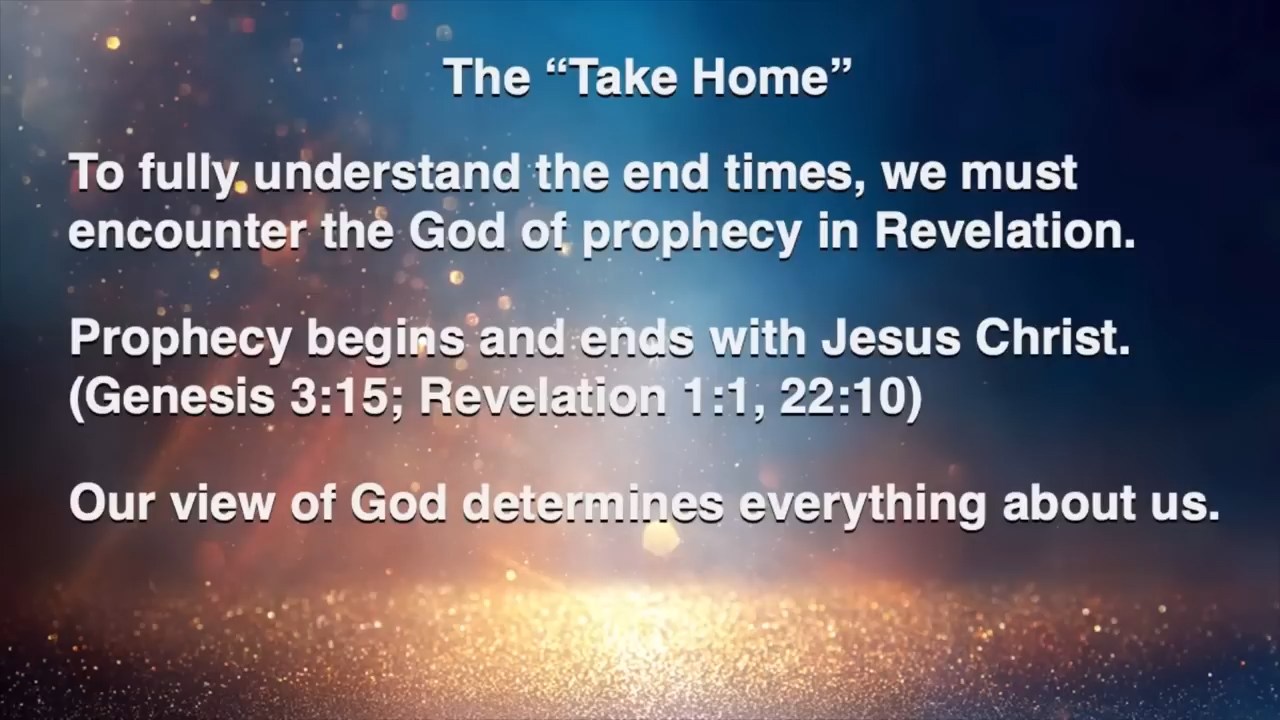 The “Take Home”
To fully understand the end times, we must
encounter the God of prophecy in Revelation.
Prophecy begins and ends with Jesus Christ.
(Genesis 3:15; Revelation 1:1, 22:10)
Our view of God determines everything about us.